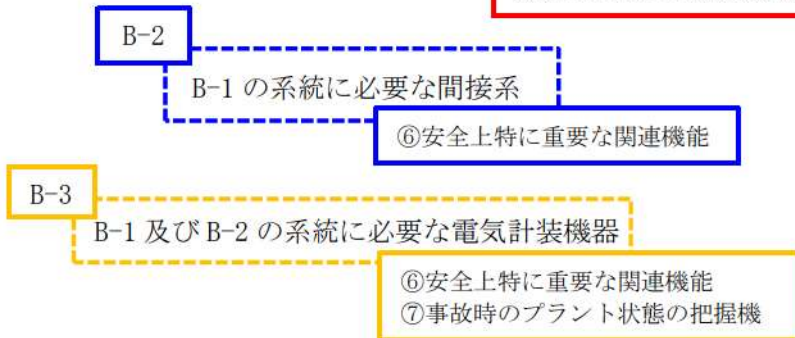 B-2
B-1 の系統に必要な間接系
⑥安全上特に重要な関連機能
B-3
B-1 及び B-2 の系統に必要な電気計装機器
⑥安全上特に重要な関連機能
⑦事故時のプラント状態の把握機